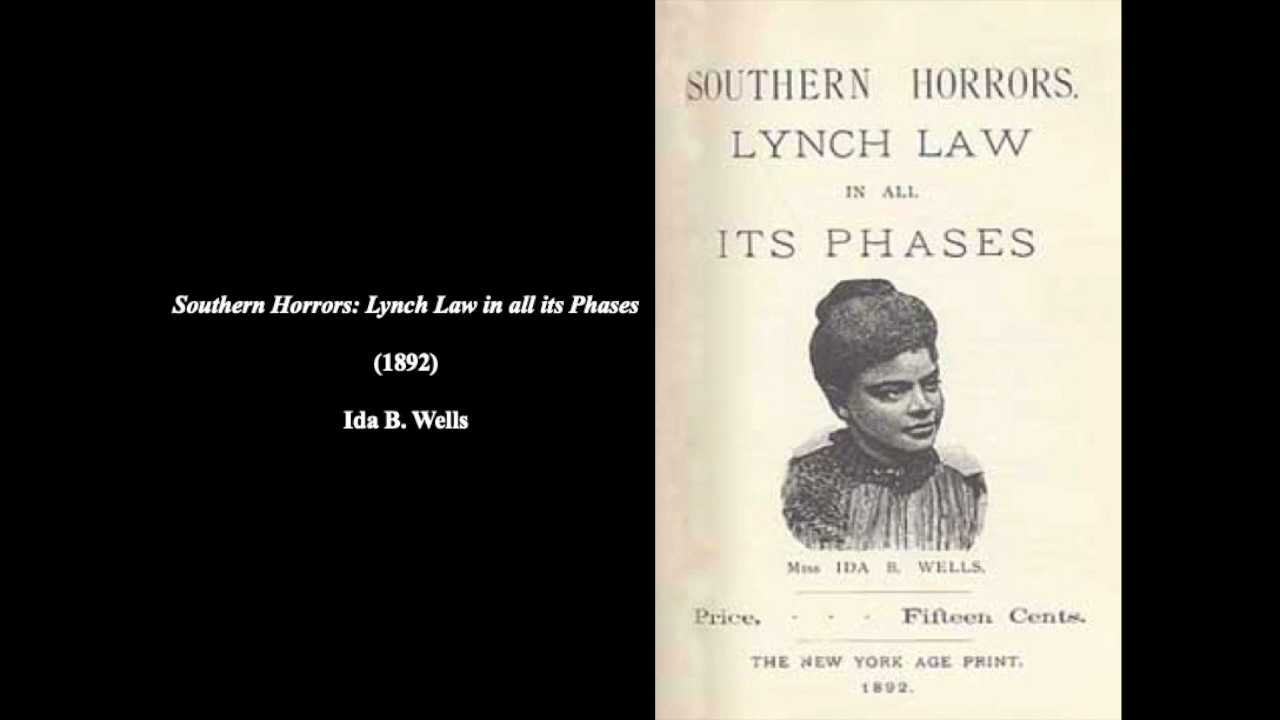 Southern Horrors: Lynch Law in all its Phases
(1892)
Ida B. Wells
SOUTHERN HORRORS.
LYNCH LAW
IN ALL
ITS PHASES
Miss IDA B. WELLS.
Price, - - - Fifteen Cents.
THE NEW YORK AGE PRINT.
1892.